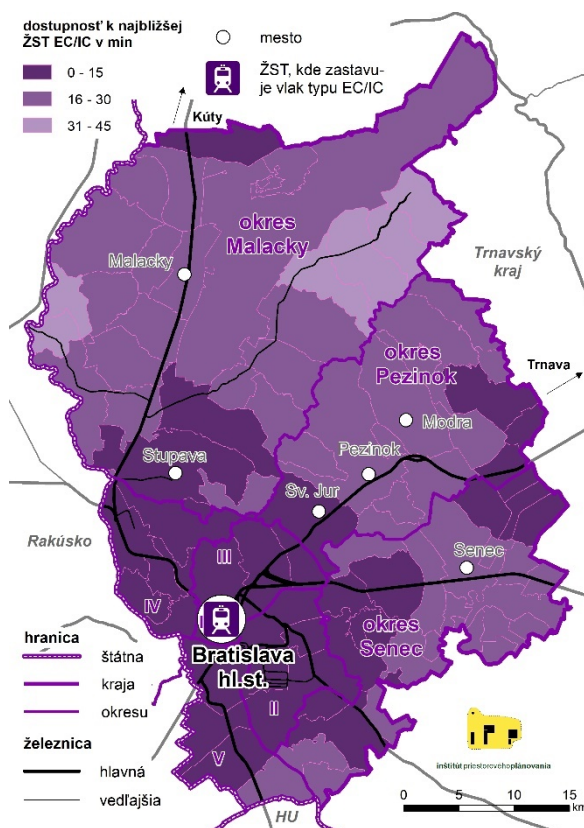 dostupnosť k najbližšej
ŽST EC/IC v min
0 - 15
16 - 30
31 - 45
mesto
ŽST, kde zastavu-
je vlak typu EC/IC
Kúty
okres
Malacky
Malacky
Trnavský
kraj
okres
Pezinok
Trnava
Modra
Pezinok
Stupava
Sv. Jur
Rakúsko
III
Senec
IV
okres
Senec
Bratislava
hl.st.
II
V
HU
hranica
štátna
kraja
okresu
železnica
hlavná
vedľajšia
inštitút priestorového plánovania
0 5 10 15
km